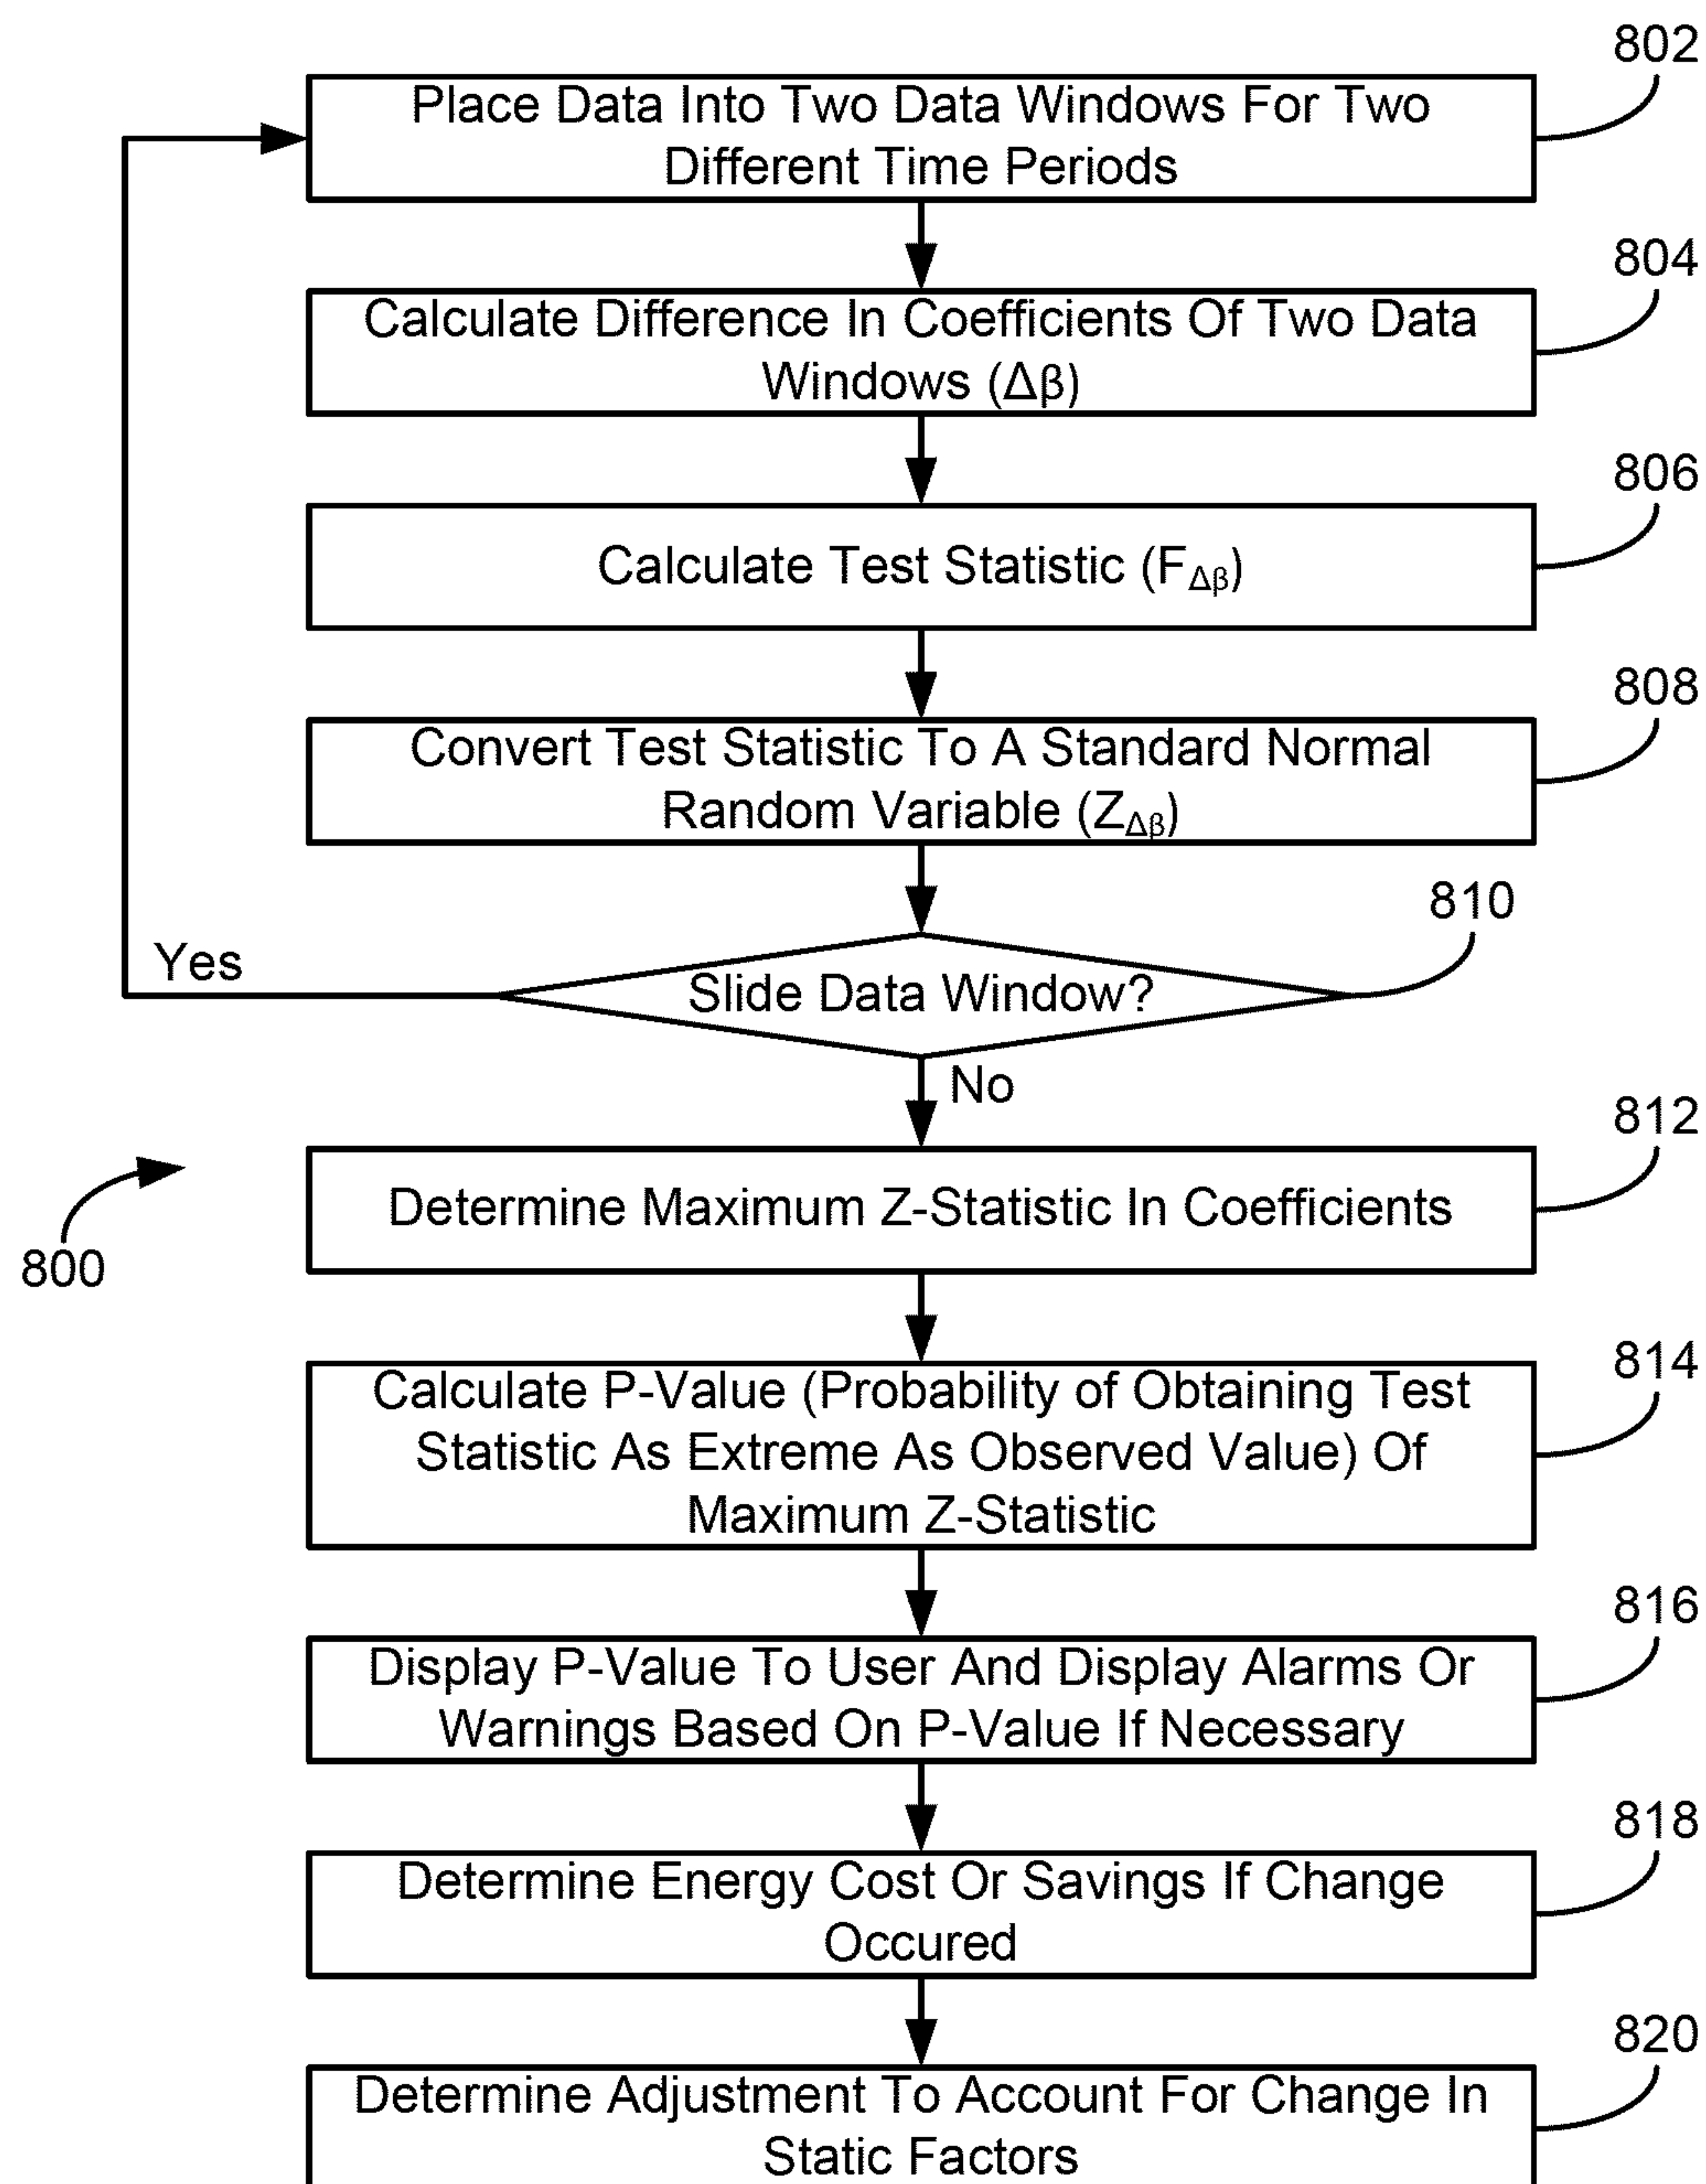 802
Place Data Into Two Data Windows For Two
Different Time Periods
804
Calculate Difference In Coefficients Of Two Data
Windows (Δβ)
806
Calculate Test Statistic (FΔβ)
808
Convert Test Statistic To A Standard Normal
Random Variable (ZΔβ)
810
Yes
Slide Data Window?
No
812
Determine Maximum Z-Statistic In Coefficients
800
814
Calculate P-Value (Probability of Obtaining Test
Statistic As Extreme As Observed Value) Of
Maximum Z-Statistic
816
Display P-Value To User And Display Alarms Or
Warnings Based On P-Value If Necessary
818
Determine Energy Cost Or Savings If Change
Occured
820
Determine Adjustment To Account For Change In
Static Factors